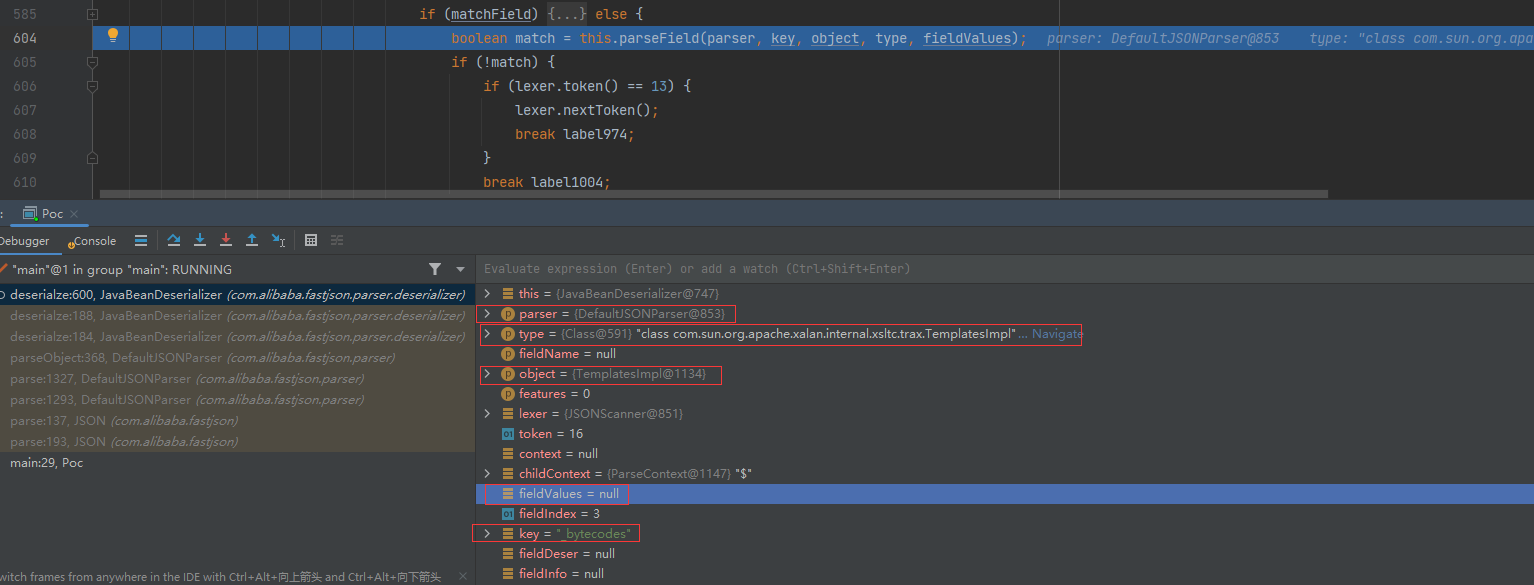 585 if (matchField) {...} else {
604 boolean match = this.parseField(parser, key, object, type, fieldValues); parser: DefaultJSONParser@853 type: "class com.sun.org.apa
605 if (!match) {
606 if (lexer.token() == 13) {
607 lexer.nextToken();
608 break label974;
609 }
610 break label1004;
: Poc ×
Debugger Console
"main"@1 in group "main": RUNNING
deserialze:600, JavaBeanDeserializer (com.alibaba.fastjson.parser.deserializer)
deserialze:188, JavaBeanDeserializer (com.alibaba.fastjson.parser.deserializer)
deserialze:184, JavaBeanDeserializer (com.alibaba.fastjson.parser.deserializer)
parseObject:368, DefaultJSONParser (com.alibaba.fastjson.parser)
parse:1327, DefaultJSONParser (com.alibaba.fastjson.parser)
parse:1293, DefaultJSONParser (com.alibaba.fastjson.parser)
parse:137, JSON (com.alibaba.fastjson)
parse:193, JSON (com.alibaba.fastjson)
main:29, Poc
Evaluate expression (Enter) or add a watch (Ctrl+Shift+Enter)
this = {JavaBeanDeserializer@747}
parser = {DefaultJSONParser@853}
type = {Class@591} "class com.sun.org.apache.xalan.internal.xsltc.trax.TemplatesImpl"... Navigate
fieldName = null
object = {TemplatesImpl@1134}
features = 0
lexer = {JSONScanner@851}
token = 16
context = null
childContext = {ParseContext@1147} "$"
fieldValues = null
fieldIndex = 3
key = "_bytecodes"
fieldDeser = null
fieldInfo = null
witch frames from anywhere in the IDE with Ctrl+Alt+向上箭头 and Ctrl+Alt+向下箭头 ×